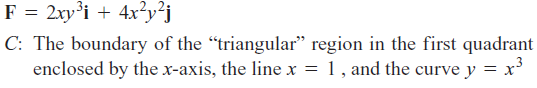 F = 2xy³i + 4x²y²j
C: The boundary of the “triangular” region in the first quadrant
enclosed by the x-axis, the line x = 1 , and the curve y = x³